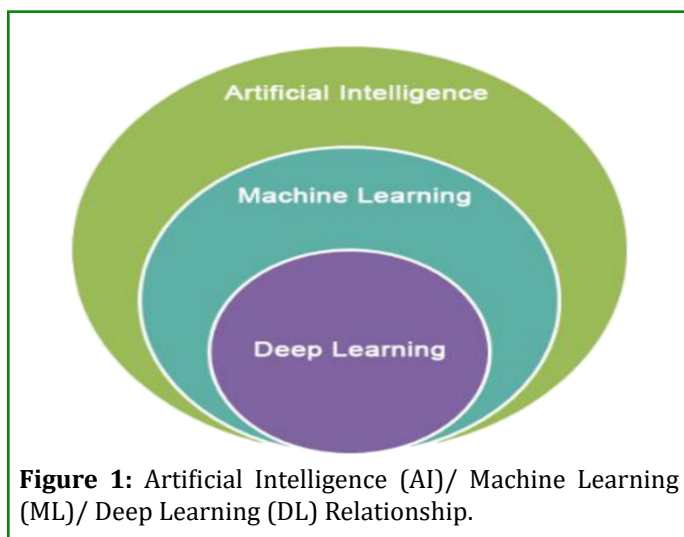 Artificial Intelligence
Machine Learning
Deep Learning
Figure 1: Artificial Intelligence (AI)/ Machine Learning
(ML)/ Deep Learning (DL) Relationship.